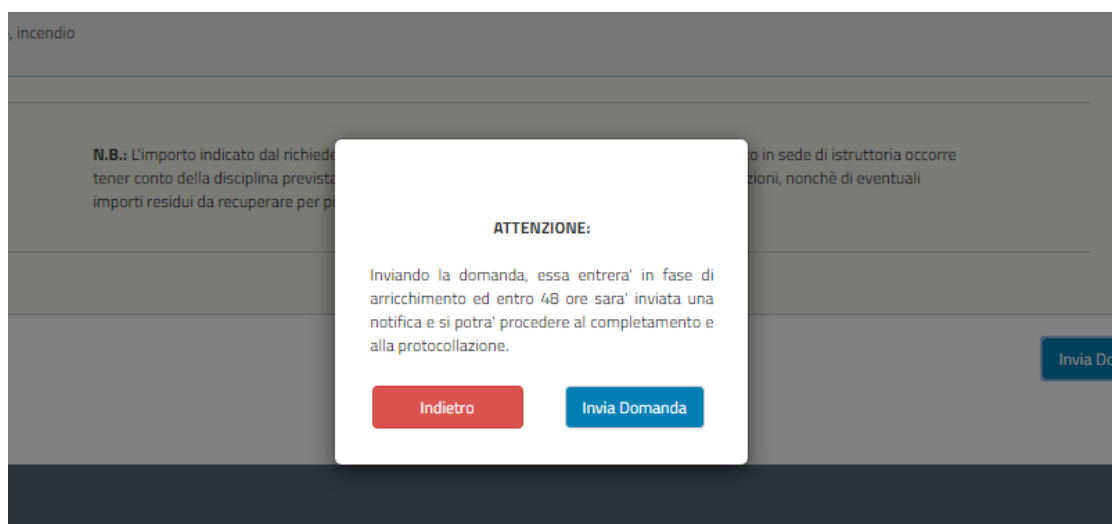 , incendio
N.B.: L'importo indicato dal richiede
in sede di istruttoria occorre
tener conto della disciplina prevista
zioni, nonchè di eventuali
importi residui da recuperare per
ATTENZIONE:
Inviando la domanda, essa entrera' in fase di
arricchimento ed entro 48 ore sara' inviata una
notifica e si potra' procedere al completamento e
alla protocollazione.
Indietro
Invia Domanda
Invia Do